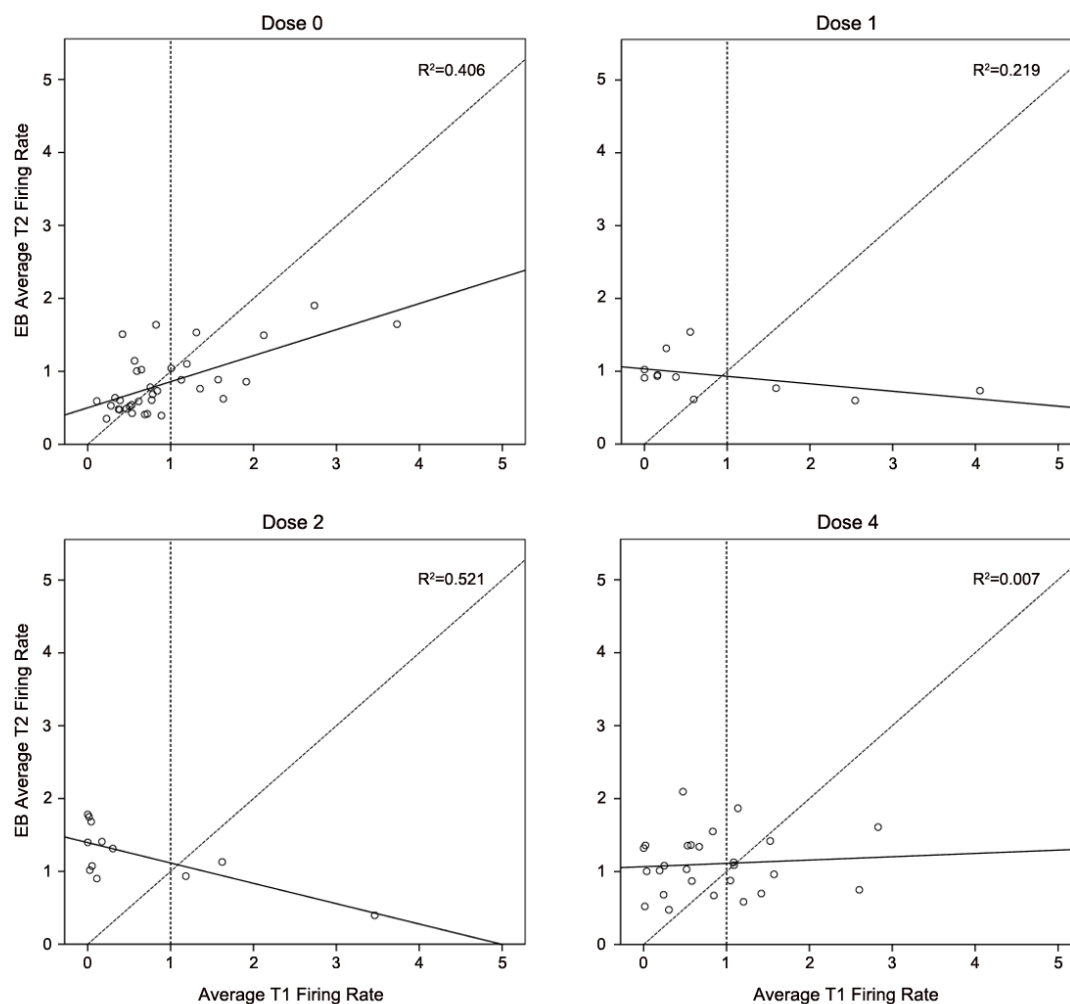 Dose 0
R²=0.406
EB Average T2 Firing Rate
5
4
3
2
1
0
0 1 2 3 4 5
Dose 1
R²=0.219
5
4
3
2
1
0
0 1 2 3 4 5
Dose 2
R²=0.521
EB Average T2 Firing Rate
5
4
3
2
1
0
0 1 2 3 4 5
Average T1 Firing Rate
Dose 4
R²=0.007
5
4
3
2
1
0
0 1 2 3 4 5
Average T1 Firing Rate